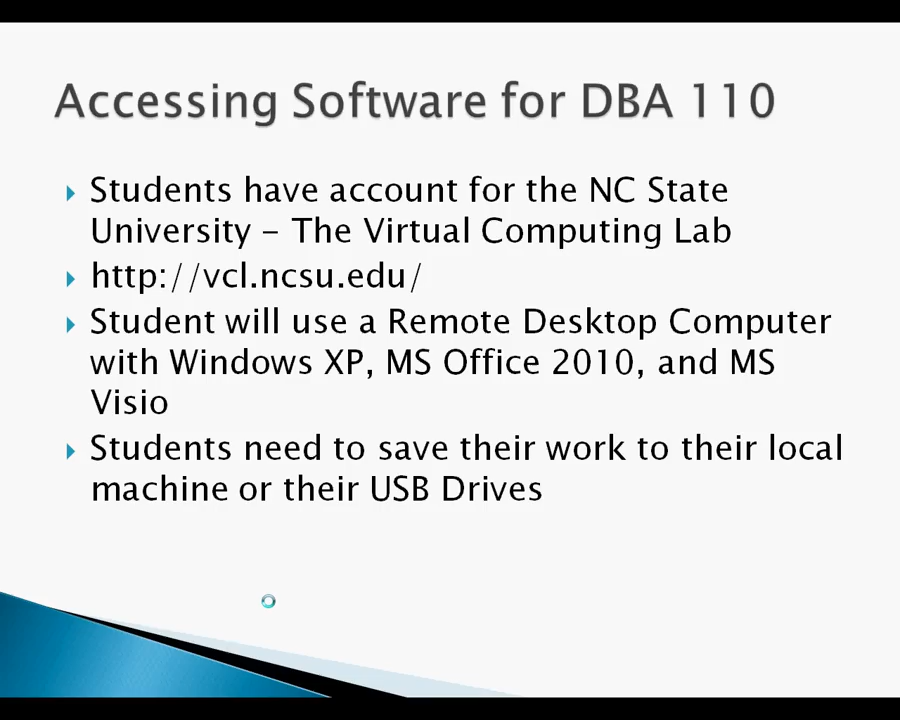 Accessing Software for DBA 110
Students have account for the NC State
University – The Virtual Computing Lab
http://vcl.ncsu.edu/
Student will use a Remote Desktop Computer
with Windows XP, MS Office 2010, and MS
Visio
Students need to save their work to their local
machine or their USB Drives